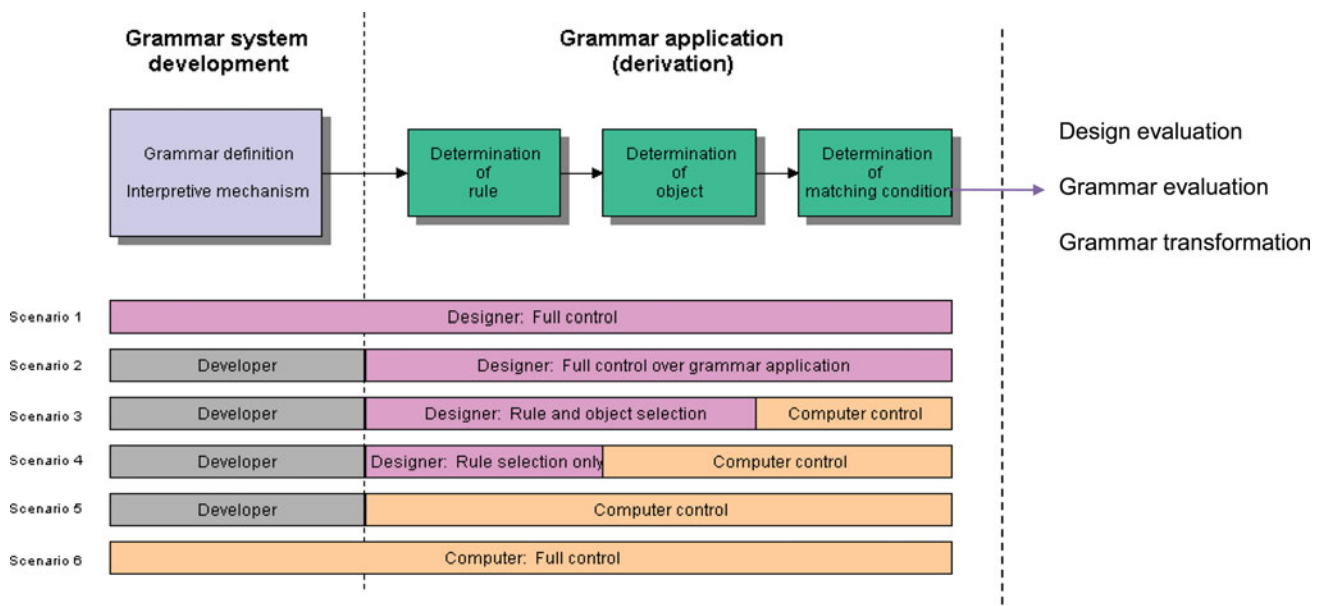 Grammar system
development
Grammar application
(derivation)
Grammar definition
Interpretive mechanism
Determination
of
rule
Determination
of
object
Determination
of
matching condition
Design evaluation
Grammar evaluation
Grammar transformation
Scenario 1
Designer: Full control
Scenario 2
Developer
Designer: Full control over grammar application
Scenario 3
Developer
Designer: Rule and object selection
Computer control
Scenario 4
Developer
Designer: Rule selection only
Computer control
Scenario 5
Developer
Computer control
Scenario 6
Computer: Full control